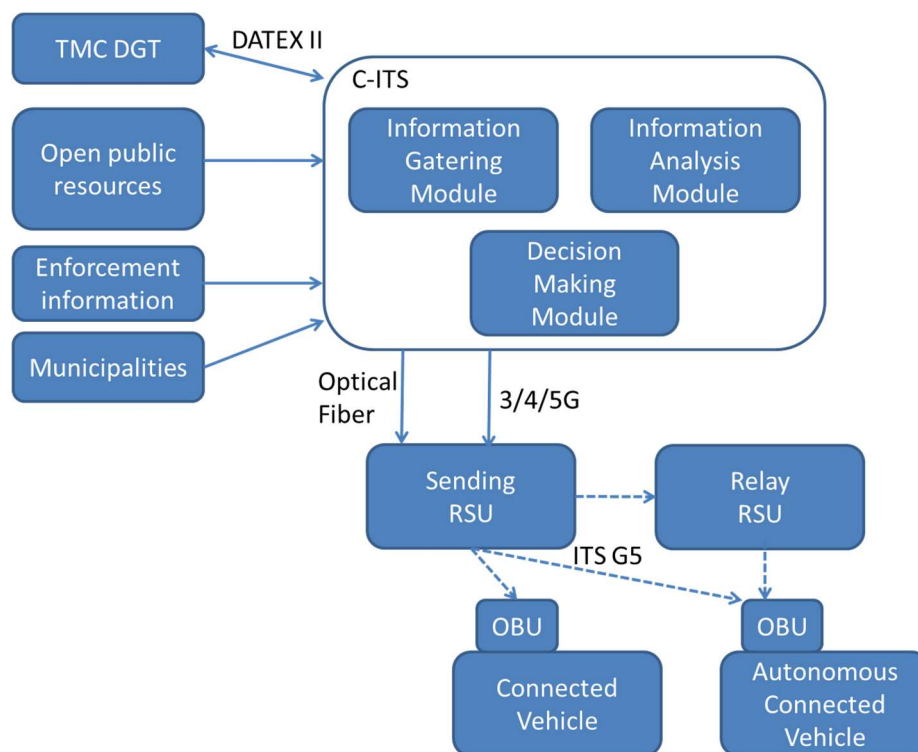 TMC DGT
DATEX II
C-ITS
Open public
resources
Information
Gatering
Module
Information
Analysis
Module
Enforcement
information
Decision
Making
Module
Municipalities
Optical
Fiber
3/4/5G
Sending
RSU
Relay
RSU
ITS G5
OBU
OBU
Connected
Vehicle
Autonomous
Connected
Vehicle